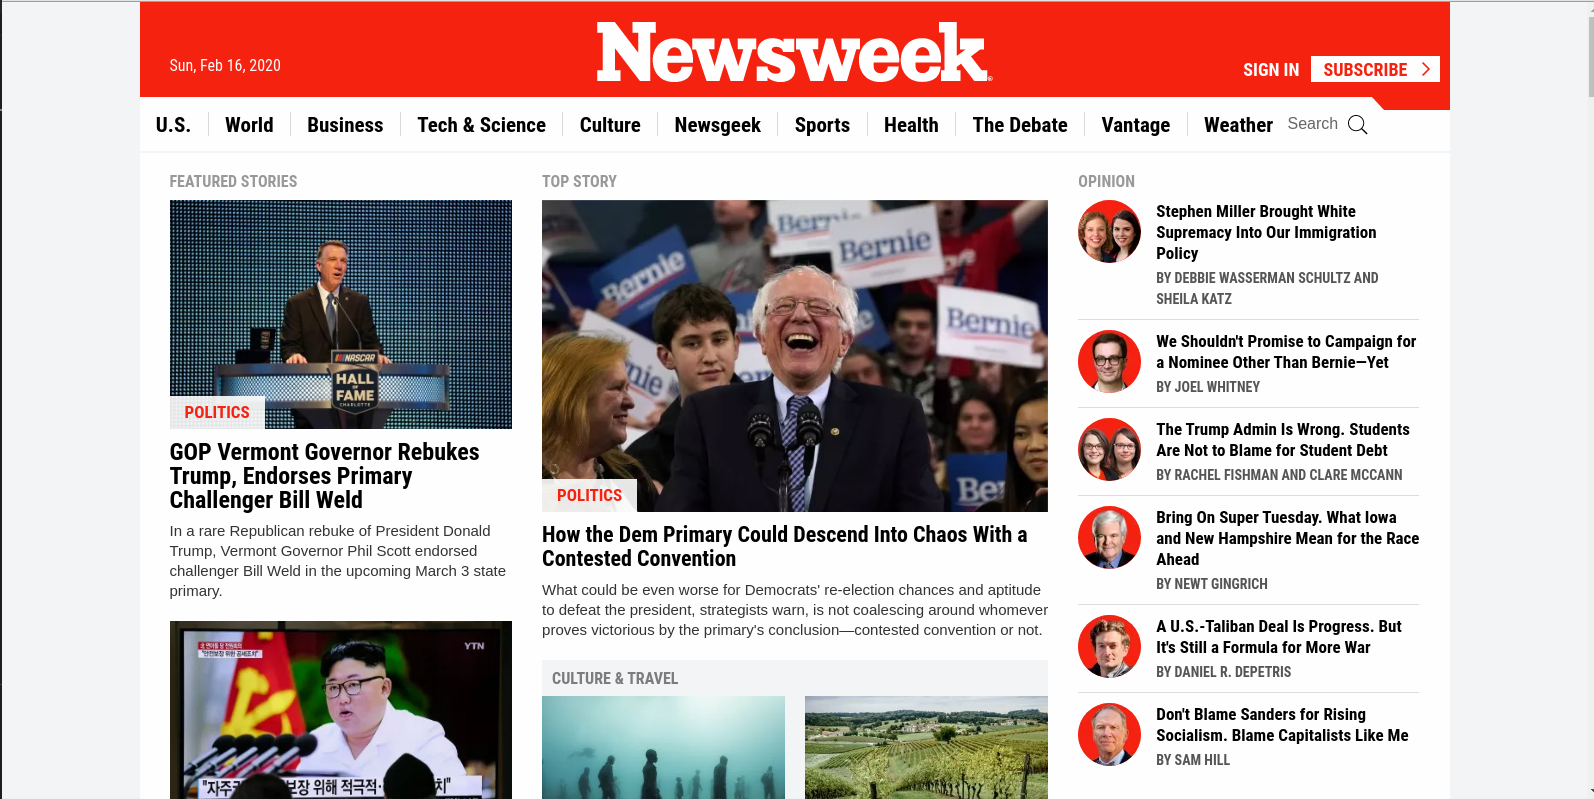 Newsweek
Sun, Feb 16, 2020
SIGN IN
SUBSCRIBE
U.S.
World
Business
Tech & Science
Culture
Newsgeek
Sports
Health
The Debate
Vantage
Weather
Search
FEATURED STORIES
NASCAR
HALL
OF
FAME
CHARLOTTE
POLITICS
GOP Vermont Governor Rebukes
Trump, Endorses Primary
Challenger Bill Weld
In a rare Republican rebuke of President Donald
Trump, Vermont Governor Phil Scott endorsed
challenger Bill Weld in the upcoming March 3 state
primary.
YTN
보장 위해 적극적
TOP STORY
Bernie
Bernie
Bernie
Bernie
POLITICS
How the Dem Primary Could Descend Into Chaos With a
Contested Convention
What could be even worse for Democrats' re-election chances and aptitude
to defeat the president, strategists warn, is not coalescing around whomever
proves victorious by the primary's conclusion—contested convention or not.
CULTURE & TRAVEL
OPINION
Stephen Miller Brought White
Supremacy Into Our Immigration
Policy
BY DEBBIE WASSERMAN SCHULTZ AND
SHEILA KATZ
We Shouldn't Promise to Campaign for
a Nominee Other Than Bernie—Yet
BY JOEL WHITNEY
The Trump Admin Is Wrong. Students
Are Not to Blame for Student Debt
BY RACHEL FISHMAN AND CLARE MCCANN
Bring On Super Tuesday. What Iowa
and New Hampshire Mean for the Race
Ahead
BY NEWT GINGRICH
A U.S.-Taliban Deal Is Progress. But
It's Still a Formula for More War
BY DANIEL R. DEPETRIS
Don't Blame Sanders for Rising
Socialism. Blame Capitalists Like Me
BY SAM HILL